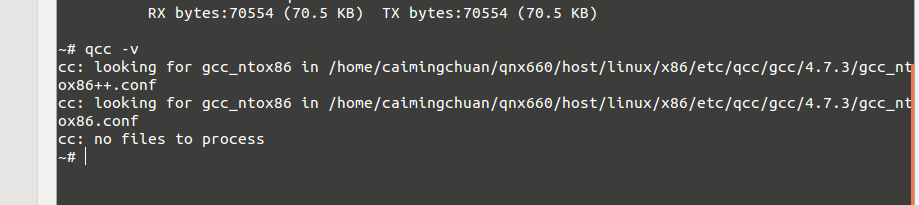 RX bytes:70554 (70.5 KB)  TX bytes:70554 (70.5 KB)
~# qcc -v
cc: looking for gcc_ntox86 in /home/caimingchuan/qnx660/host/linux/x86/etc/qcc/gcc/4.7.3/gcc_nt
ox86++.conf
cc: looking for gcc_ntox86 in /home/caimingchuan/qnx660/host/linux/x86/etc/qcc/gcc/4.7.3/gcc_nt
ox86.conf
cc: no files to process
~#